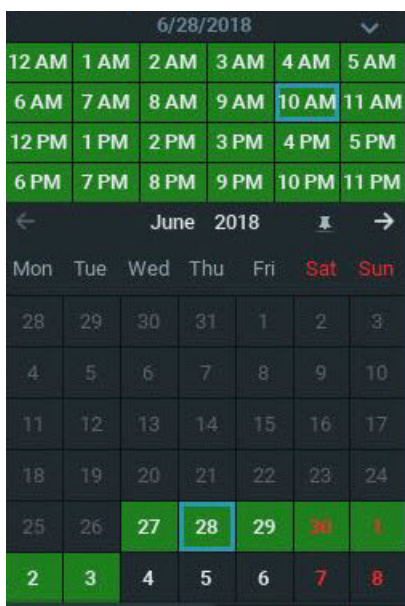 6/28/2018
12 AM 1 AM 2 AM 3 AM 4 AM 5 AM
6 AM 7 AM 8 AM 9 AM 10 AM 11 AM
12 PM 1 PM 2 PM 3 PM 4 PM 5 PM
6 PM 7 PM 8 PM 9 PM 10 PM 11 PM
June 2018
Mon Tue Wed Thu Fri Sat Sun
28 29 30 31 1 2 3
4 5 6 7 8 9 10
11 12 13 14 15 16 17
18 19 20 21 22 23 24
25 26 27 28 29 30 1
2 3 4 5 6 7 8